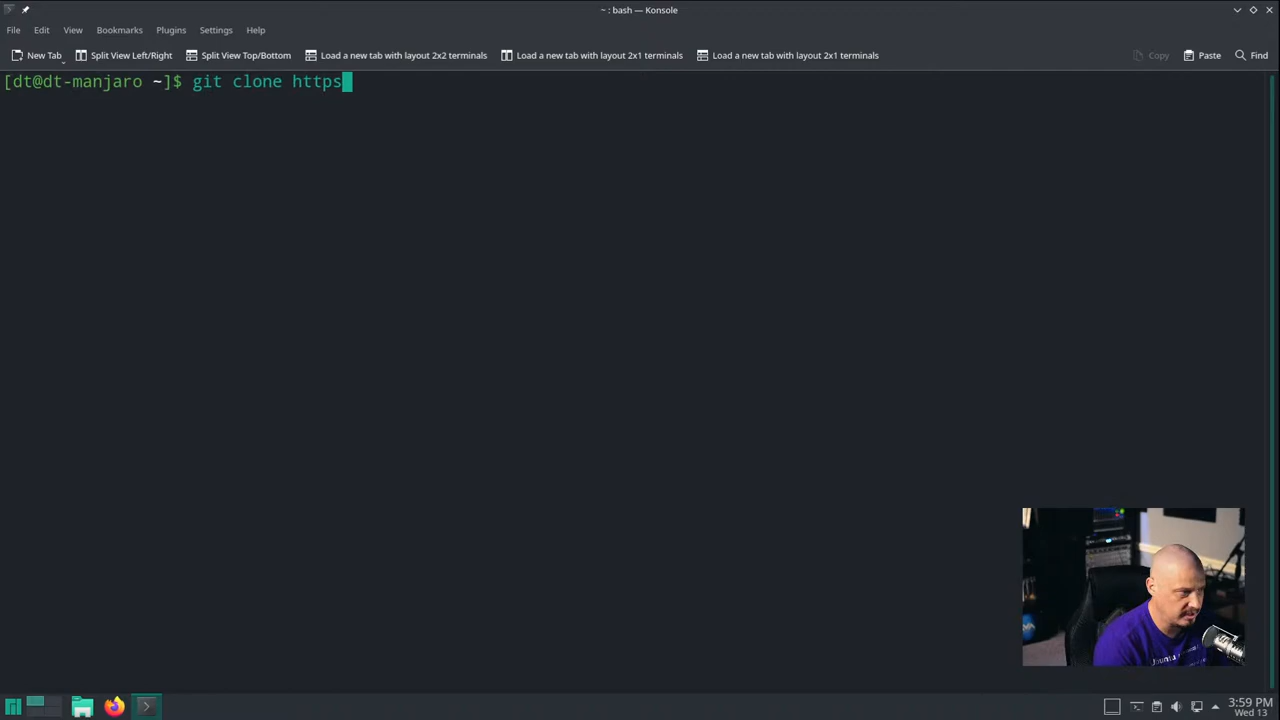 ~ : bash — Konsole
File Edit View Bookmarks Plugins Settings Help
New Tab Split View Left/Right Split View Top/Bottom Load a new tab with layout 2x2 terminals Load a new tab with layout 2x1 terminals Load a new tab with layout 2x1 terminals Copy Paste Find
[dt@dt-manjaro ~]$ git clone https
Ubuntu
3:59 PM
Wed 13